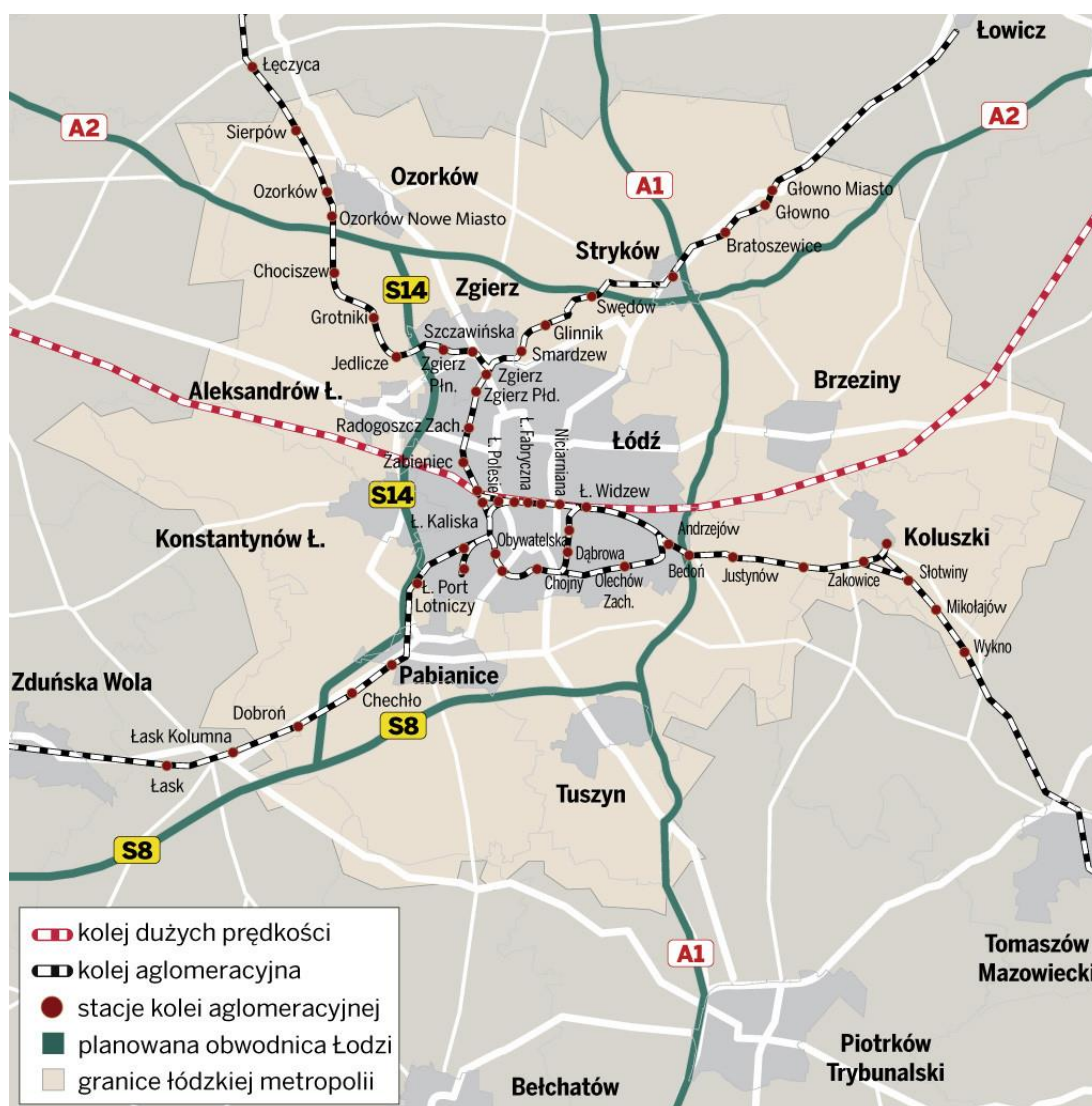 Łowicz
Łęczyca
A2
A2
Sierpów
A1
Ozorków
Ozorków
Głowno Miasto
Głowno
Ozorków Nowe Miasto
Bratoszewice
Stryków
Chociszew
S14
Zgierz
Swędów
Grotniki
Szczawińska
Glinnik
Jedlicze
Zgierz
Płn.
Smardzew
Zgierz
Zgierz Płd.
Brzeziny
Aleksandrów Ł.
Radogoszcz Zach.
Ł. Polesie
Ł. Fabryczna
Niciarniana
Łódź
Żabieniec
S14
Ł. Widzew
Ł. Kaliska
Konstantynów Ł.
Obywatelska
Andrzejów
Koluszki
Dąbrowa
Bedoń
Justynów
Żakowice
Słotwiny
Ł. Port
Lotniczy
Chojny
Olechów
Zach.
Mikołajów
Wykno
Pabianice
Zduńska Wola
Chechło
Dobroń
Łask Kolumna
S8
Łask
Tuszyn
S8
kolej dużych prędkości
kolej aglomeracyjna
stacje kolei aglomeracyjnej
planowana obwodnica Łodzi
granice łódzkiej metropolii
A1
Tomaszów
Mazowiecki
Piotrków
Trybunalski
Bełchatów